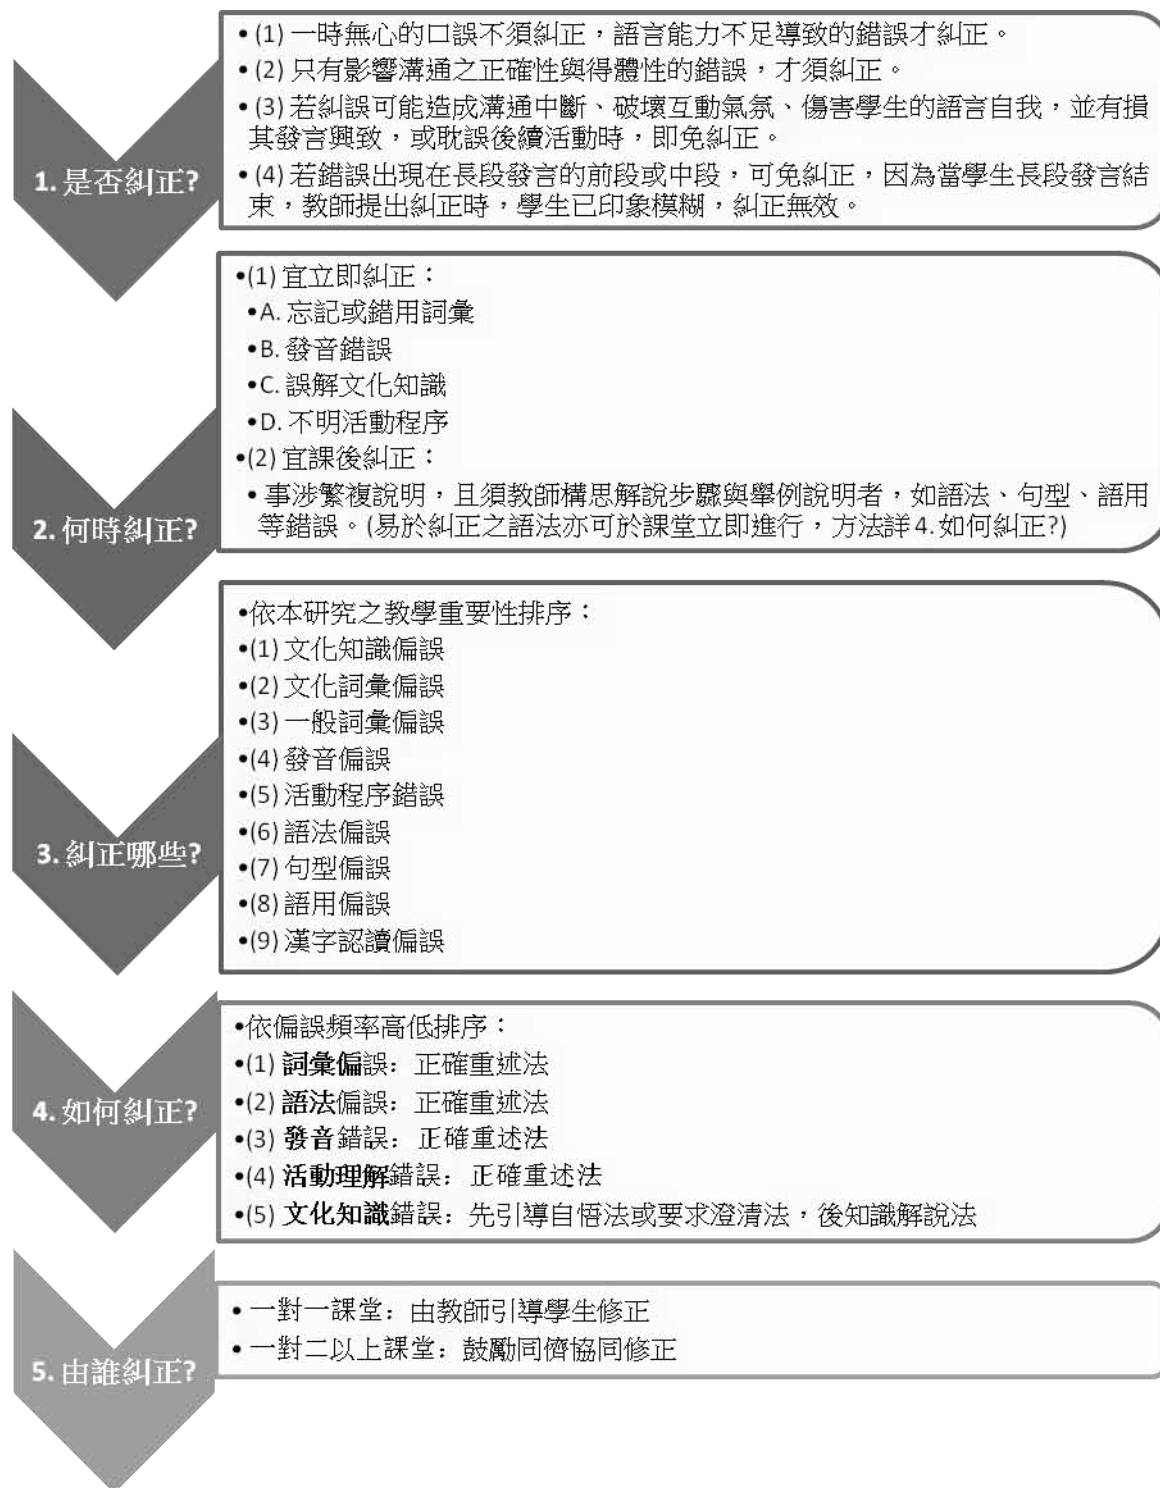 1. 是否糾正?
• (1) 一時無心的口誤不須糾正，語言能力不足導致的錯誤才糾正。
• (2) 只有影響溝通之正確性與得體性的錯誤，才須糾正。
• (3) 若糾誤可能造成溝通中斷、破壞互動氣氛、傷害學生的語言自我，並有損
其發言興致，或耽誤後續活動時，即免糾正。
• (4) 若錯誤出現在長段發言的前段或中段，可免糾正，因為當學生長段發言結
束，教師提出糾正時，學生已印象模糊，糾正無效。
2. 何時糾正?
•(1) 宜立即糾正：
•A. 忘記或錯用詞彙
•B. 發音錯誤
•C. 誤解文化知識
•D. 不明活動程序
•(2) 宜課後糾正：
• 事涉繁複說明，且須教師構思解說步驟與舉例說明者，如語法、句型、語用
等錯誤。(易於糾正之語法亦可於課堂立即進行，方法詳 4. 如何糾正?)
3. 糾正哪些?
•依本研究之教學重要性排序：
•(1) 文化知識偏誤
•(2) 文化詞彙偏誤
•(3) 一般詞彙偏誤
•(4) 發音偏誤
•(5) 活動程序錯誤
•(6) 語法偏誤
•(7) 句型偏誤
•(8) 語用偏誤
•(9) 漢字認讀偏誤
4. 如何糾正?
•依偏誤頻率高低排序：
•(1) 詞彙偏誤：正確重述法
•(2) 語法偏誤：正確重述法
•(3) 發音錯誤：正確重述法
•(4) 活動理解錯誤：正確重述法
•(5) 文化知識錯誤：先引導自悟法或要求澄清法，後知識解說法
5. 由誰糾正?
• 一對一課堂：由教師引導學生修正
• 一對二以上課堂：鼓勵同儕協同修正